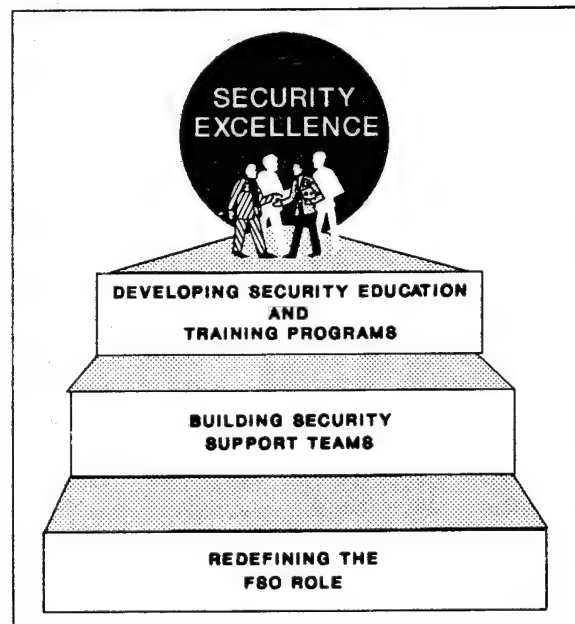 SECURITY
EXCELLENCE
DEVELOPING SECURITY EDUCATION
AND
TRAINING PROGRAMS
BUILDING SECURITY
SUPPORT TEAMS
REDEFINING THE
FSO ROLE